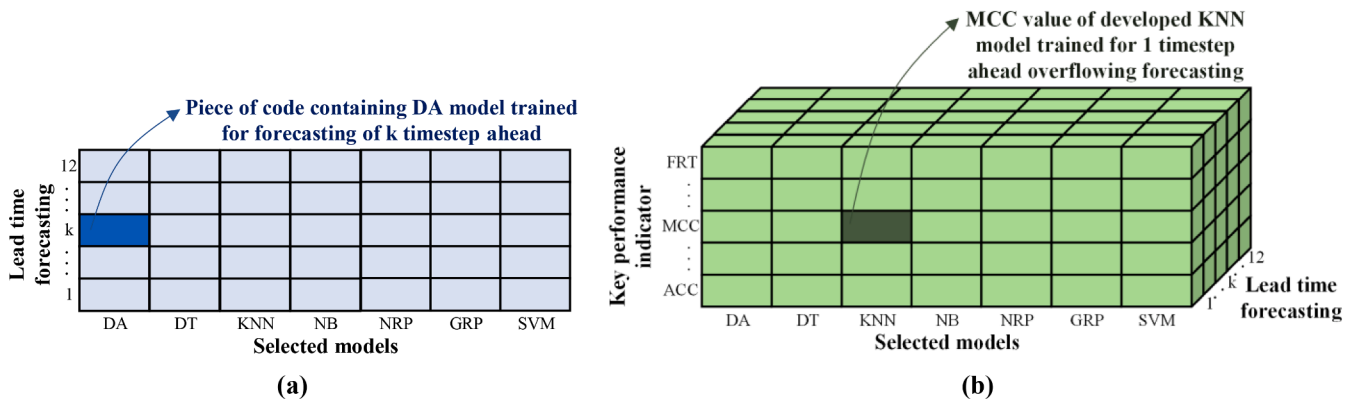 Piece of code containing DA model trained
for forecasting of k timestep ahead
Lead time
forecasting
12
:
k
:
1
DA DT KNN NB NRP GRP SVM
Selected models
(a)
MCC value of developed KNN
model trained for 1 timestep
ahead overflowing forecasting
Key performance
indicator
FRT
:
MCC
:
ACC
DA DT KNN NB NRP GRP SVM
Selected models
1 . k . . 12
Lead time
forecasting
(b)